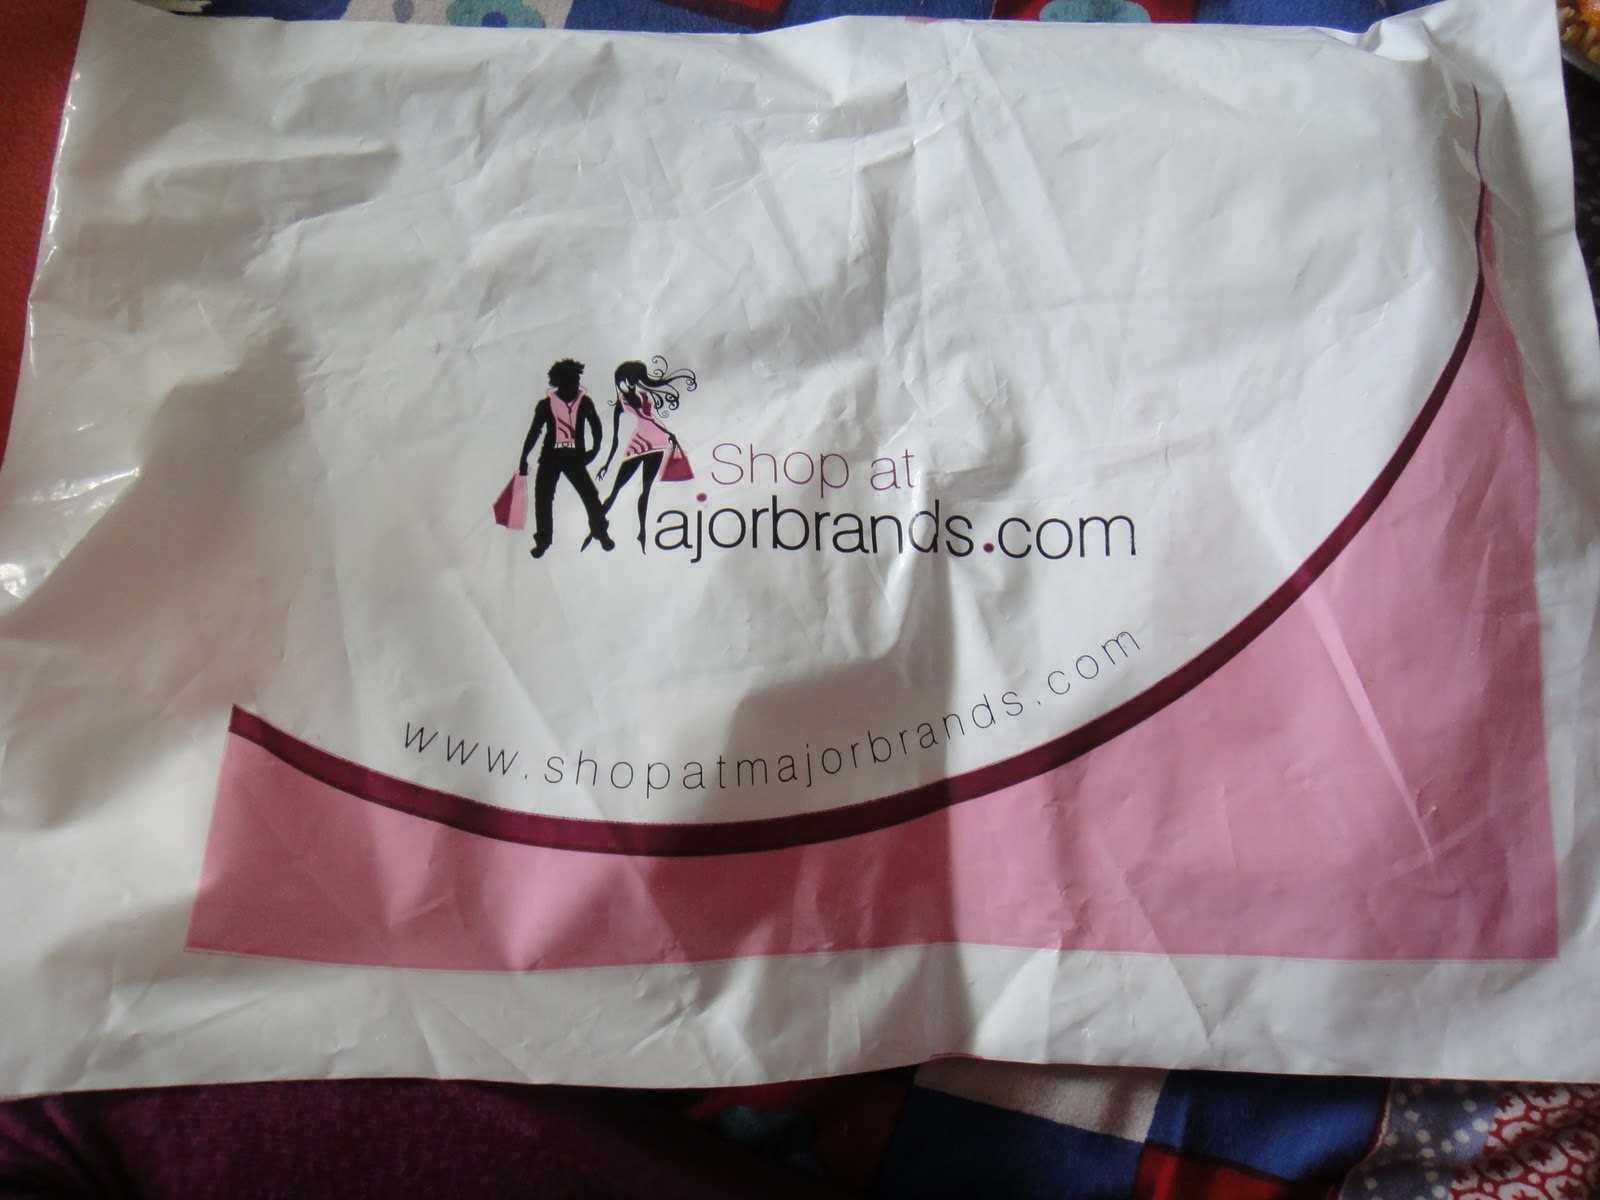 Shop at
Majorbrands.com
www.shopatmajorbrands.com